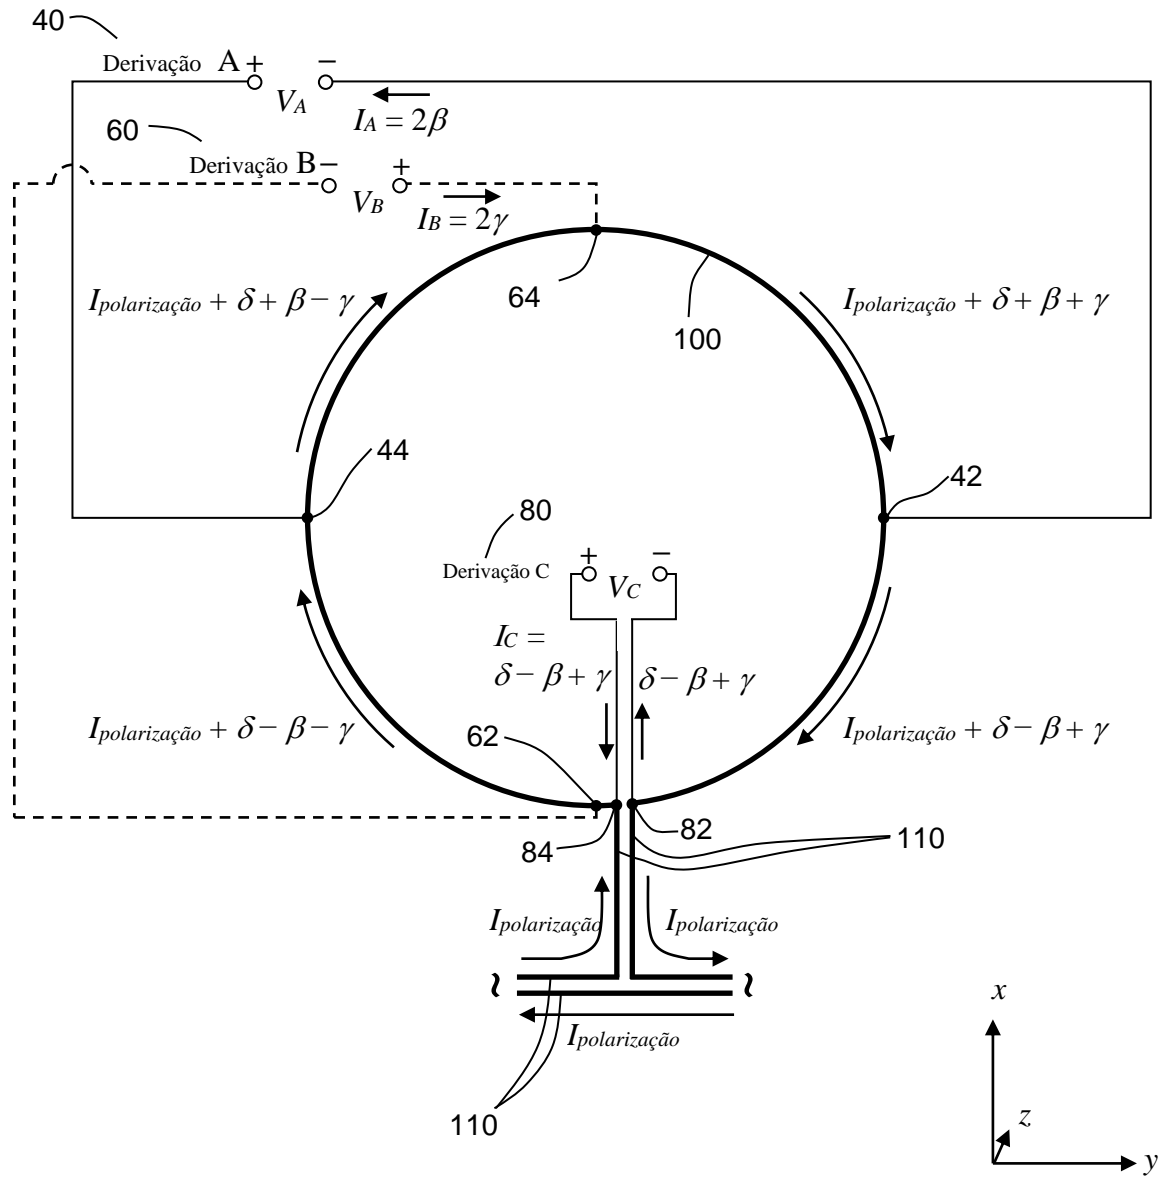 40
Derivação A + −
V_A
I_A = 2β
60
Derivação B − +
V_B
I_B = 2γ
64
100
I_polarização + δ + β − γ
I_polarização + δ + β + γ
44
42
80
+ −
Derivação C
V_C
I_C =
δ − β + γ
δ − β + γ
I_polarização + δ − β − γ
I_polarização + δ − β + γ
62
84
82
110
I_polarização
I_polarização
~ ~
I_polarização
110
x
z
y